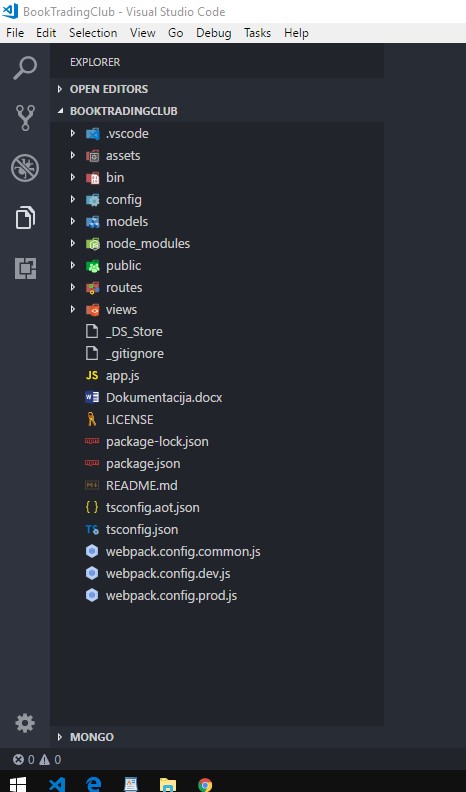 BookTradingClub - Visual Studio Code
File Edit Selection View Go Debug Tasks Help
EXPLORER
OPEN EDITORS
BOOKTRADINGCLUB
.vscode
assets
bin
config
models
node_modules
public
routes
views
_DS_Store
_gitignore
JS app.js
W Dokumentacija.docx
LICENSE
package-lock.json
package.json
README.md
{ } tsconfig.aot.json
TS tsconfig.json
webpack.config.common.js
webpack.config.dev.js
webpack.config.prod.js
MONGO
0 0